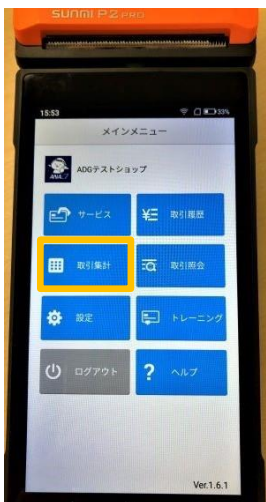 SUNMI P2 PRO
15:53
33%
メインメニュー
ADGテストショップ
サービス
取引履歴
取引集計
取引照会
設定
トレーニング
ログアウト
ヘルプ
Ver.1.6.1